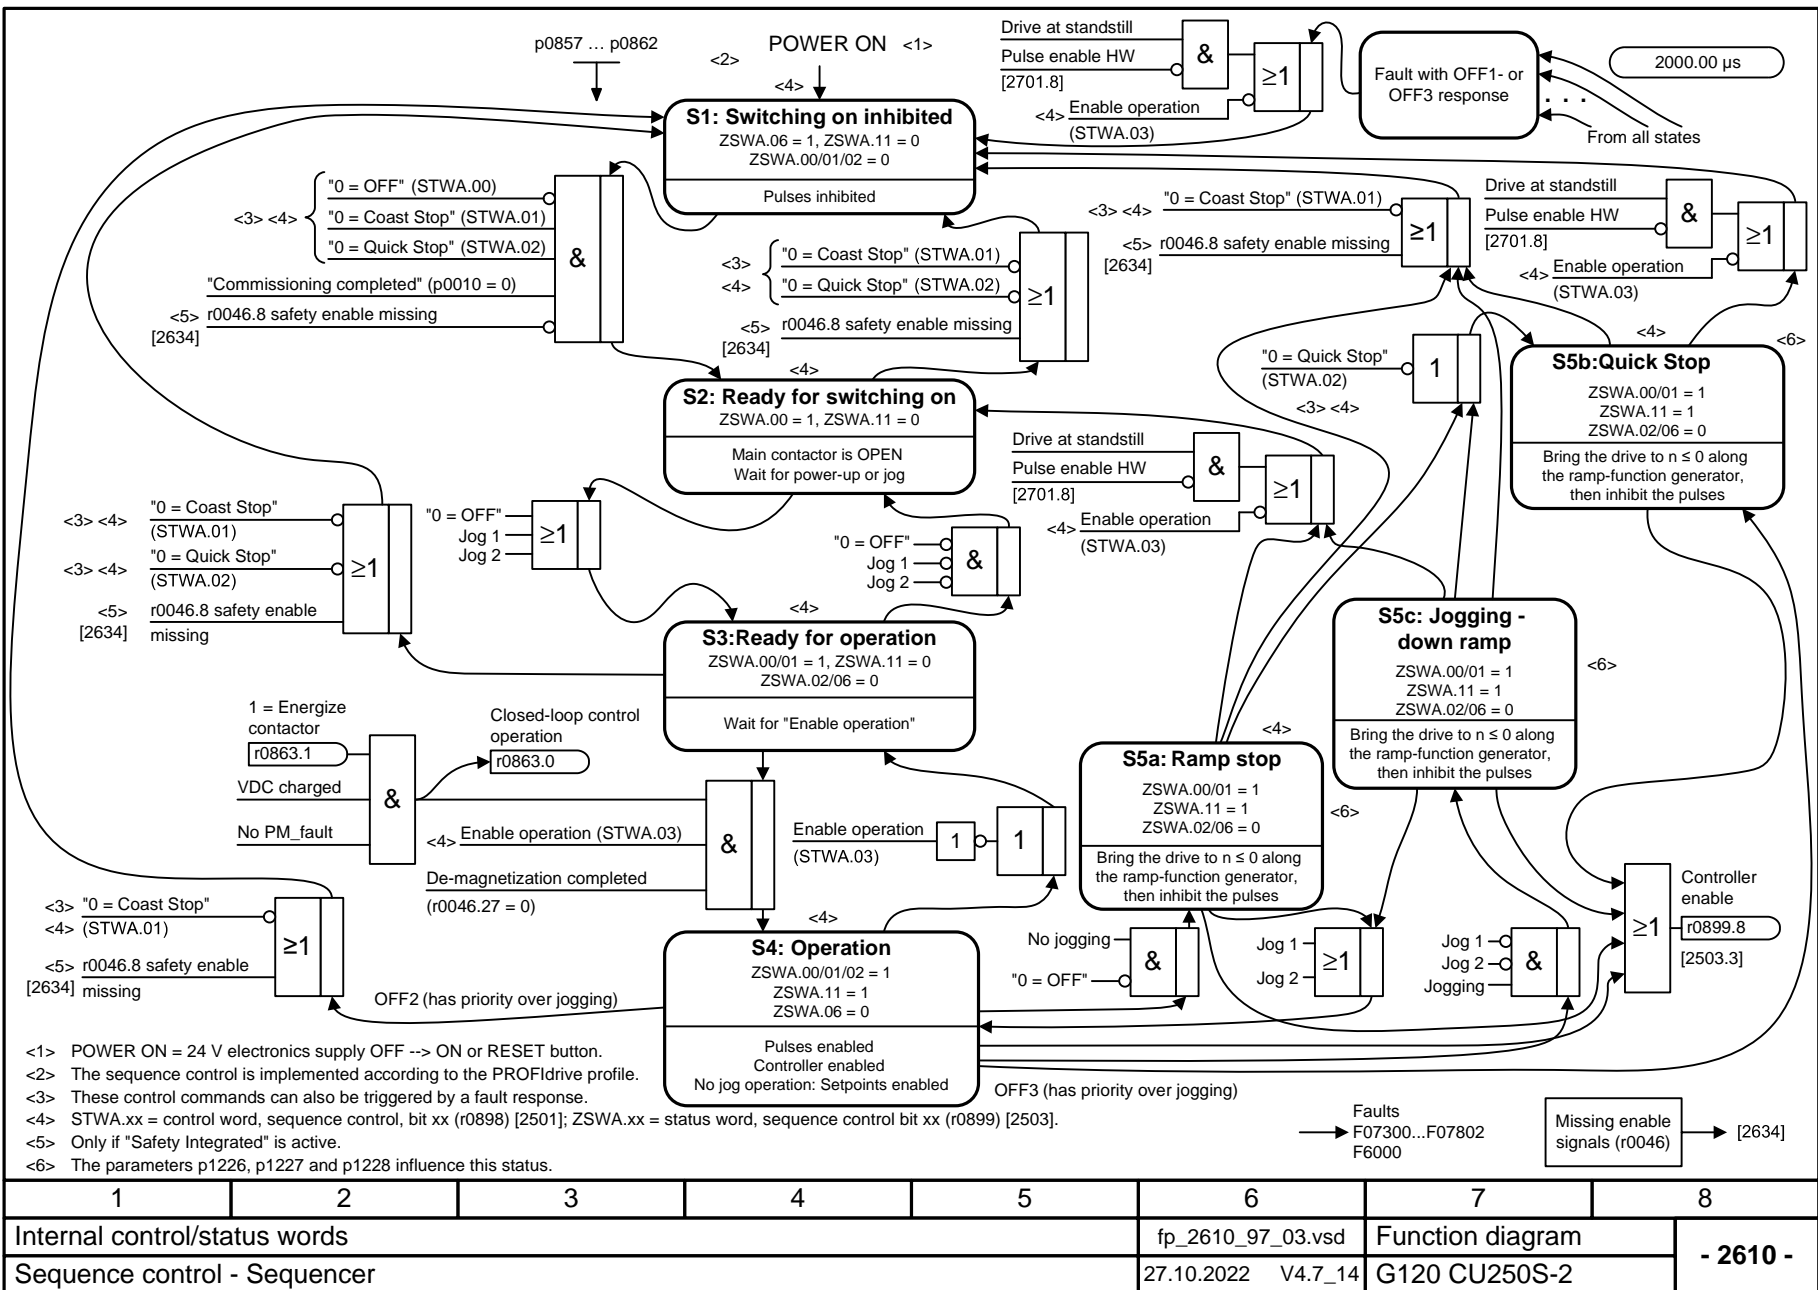 p0857 … p0862
<2>
POWER ON <1>
<4>
S1: Switching on inhibited
ZSWA.06 = 1, ZSWA.11 = 0
ZSWA.00/01/02 = 0
Pulses inhibited
Drive at standstill
Pulse enable HW
[2701.8]
&
≥1
<4> Enable operation
(STWA.03)
Fault with OFF1- or
OFF3 response
. . .
From all states
2000.00 µs
<3> <4>
"0 = OFF" (STWA.00)
"0 = Coast Stop" (STWA.01)
"0 = Quick Stop" (STWA.02)
"Commissioning completed" (p0010 = 0)
<5> r0046.8 safety enable missing
[2634]
&
<3>
<4>
"0 = Coast Stop" (STWA.01)
"0 = Quick Stop" (STWA.02)
<5> r0046.8 safety enable missing
[2634]
≥1
<3> <4> "0 = Coast Stop" (STWA.01)
<5> r0046.8 safety enable missing
[2634]
≥1
Drive at standstill
Pulse enable HW
[2701.8]
&
≥1
<4> Enable operation
(STWA.03)
<4>
S2: Ready for switching on
ZSWA.00 = 1, ZSWA.11 = 0
Main contactor is OPEN
Wait for power-up or jog
"0 = Quick Stop"
(STWA.02)
<3> <4>
1
<4>
<6>
S5b:Quick Stop
ZSWA.00/01 = 1
ZSWA.11 = 1
ZSWA.02/06 = 0
Bring the drive to n ≤ 0 along
the ramp-function generator,
then inhibit the pulses
Drive at standstill
Pulse enable HW
[2701.8]
&
≥1
<4> Enable operation
(STWA.03)
<3> <4> "0 = Coast Stop"
(STWA.01)
<3> <4> "0 = Quick Stop"
(STWA.02)
<5> r0046.8 safety enable
[2634] missing
≥1
"0 = OFF"
Jog 1
Jog 2
≥1
"0 = OFF"
Jog 1
Jog 2
&
<4>
S3:Ready for operation
ZSWA.00/01 = 1, ZSWA.11 = 0
ZSWA.02/06 = 0
Wait for "Enable operation"
S5c: Jogging -
down ramp
ZSWA.00/01 = 1
ZSWA.11 = 1
ZSWA.02/06 = 0
Bring the drive to n ≤ 0 along
the ramp-function generator,
then inhibit the pulses
<6>
<4>
S5a: Ramp stop
ZSWA.00/01 = 1
ZSWA.11 = 1
ZSWA.02/06 = 0
Bring the drive to n ≤ 0 along
the ramp-function generator,
then inhibit the pulses
<6>
1 = Energize
contactor
r0863.1
VDC charged
No PM_fault
&
Closed-loop control
operation
r0863.0
<4> Enable operation (STWA.03)
De-magnetization completed
(r0046.27 = 0)
&
Enable operation
(STWA.03)
1
1
<3> "0 = Coast Stop"
<4> (STWA.01)
<5> r0046.8 safety enable
[2634] missing
≥1
OFF2 (has priority over jogging)
<4>
S4: Operation
ZSWA.00/01/02 = 1
ZSWA.11 = 1
ZSWA.06 = 0
Pulses enabled
Controller enabled
No jog operation: Setpoints enabled
No jogging
"0 = OFF"
&
Jog 1
Jog 2
≥1
Jog 1
Jog 2
Jogging
&
≥1
Controller
enable
r0899.8
[2503.3]
OFF3 (has priority over jogging)
<1> POWER ON = 24 V electronics supply OFF --> ON or RESET button.
<2> The sequence control is implemented according to the PROFIdrive profile.
<3> These control commands can also be triggered by a fault response.
<4> STWA.xx = control word, sequence control, bit xx (r0898) [2501]; ZSWA.xx = status word, sequence control bit xx (r0899) [2503].
<5> Only if "Safety Integrated" is active.
<6> The parameters p1226, p1227 and p1228 influence this status.
Faults
F07300...F07802
F6000
Missing enable
signals (r0046)
[2634]
1 2 3 4 5 6 7 8
Internal control/status words
fp_2610_97_03.vsd
Function diagram
- 2610 -
Sequence control - Sequencer
27.10.2022 V4.7_14
G120 CU250S-2